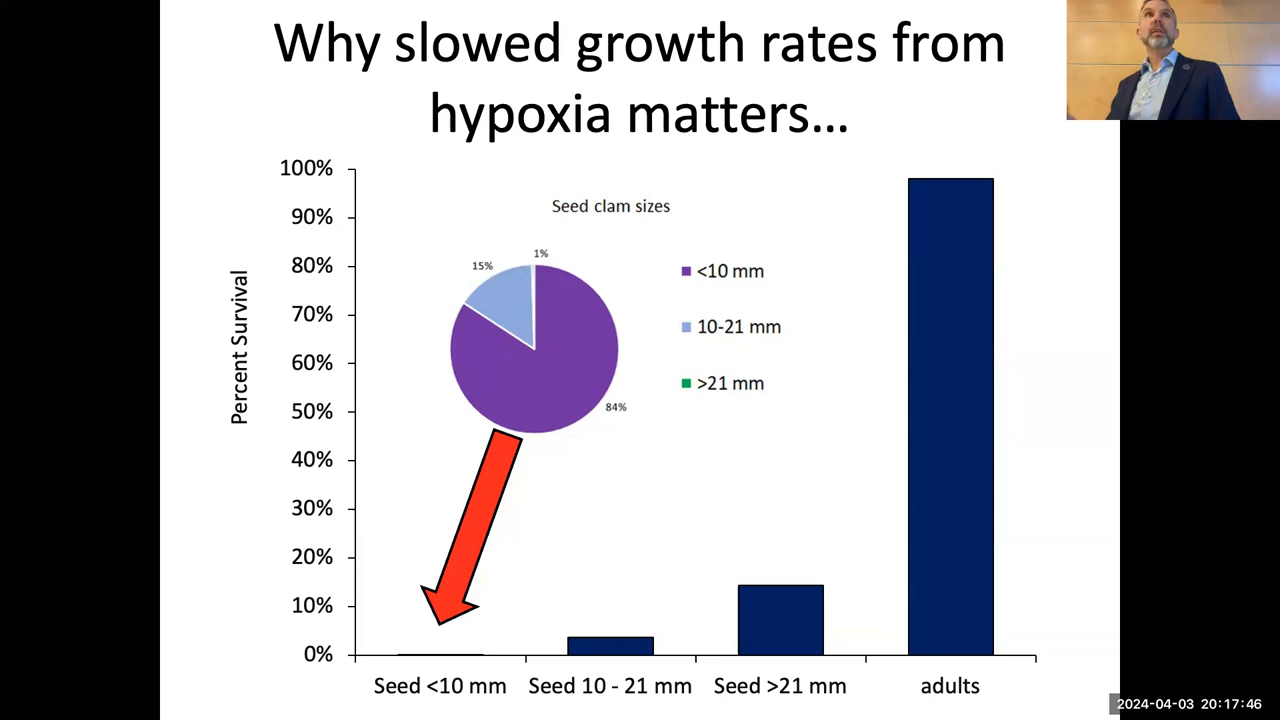 Why slowed growth rates from
hypoxia matters...
100%
90%
80%
70%
60%
50%
40%
30%
20%
10%
0%
Percent Survival
Seed clam sizes
1%
15%
84%
<10 mm
10-21 mm
>21 mm
Seed <10 mm
Seed 10 - 21 mm
Seed >21 mm
adults
2024-04-03 20:17:46